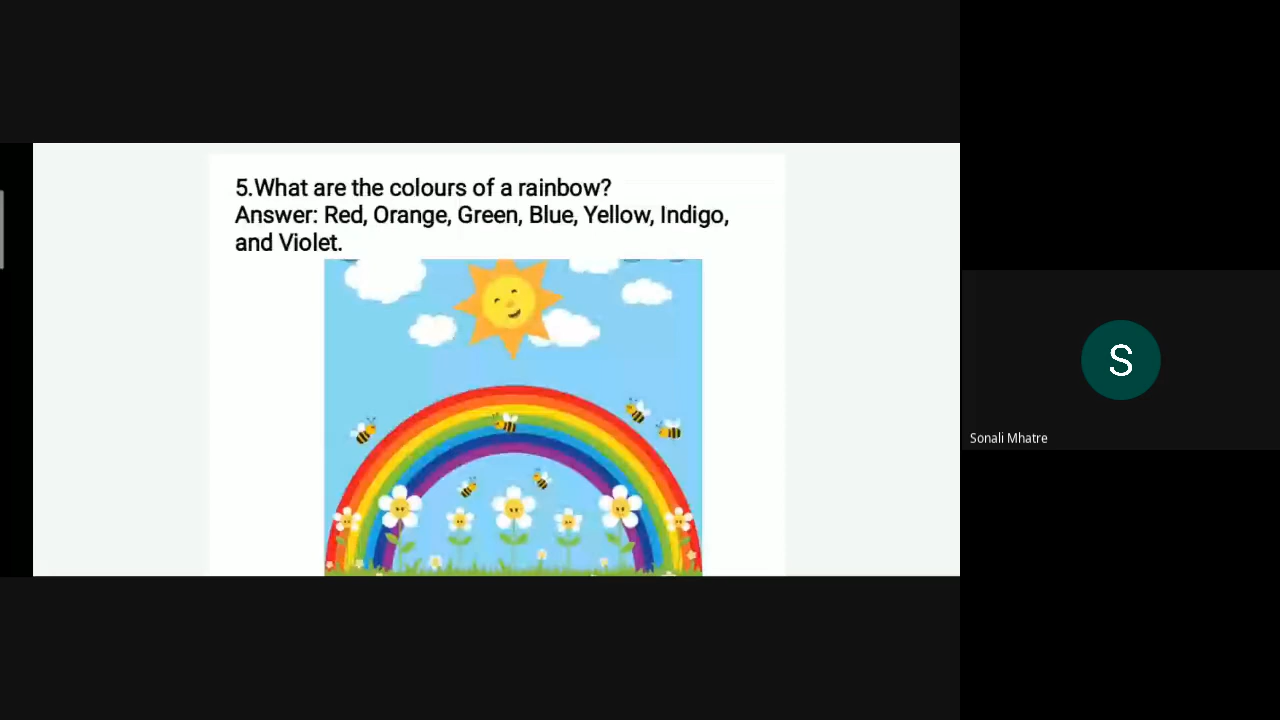 5.What are the colours of a rainbow?
Answer: Red, Orange, Green, Blue, Yellow, Indigo,
and Violet.
S
Sonali Mhatre